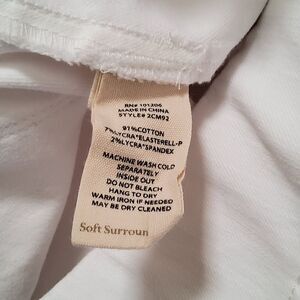 RN# 101206
MADE IN CHINA
STYLE# 2CM92
91%COTTON
7%LYCRA®ELASTERELL-P
2%LYCRA®SPANDEX
MACHINE WASH COLD
SEPARATELY
INSIDE OUT
DO NOT BLEACH
HANG TO DRY
WARM IRON IF NEEDED
MAY BE DRY CLEANED
Soft Surroun